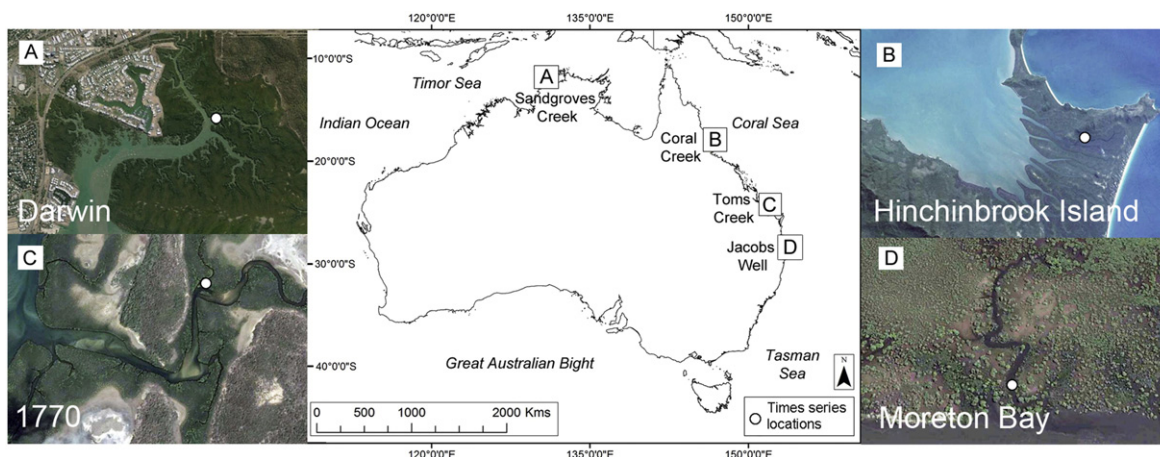 120°0'0"E
135°0'0"E
150°0'0"E
A
Darwin
C
1770
10°0'0"S
20°0'0"S
30°0'0"S
40°0'0"S
Timor Sea
A
Sandgroves
Creek
Indian Ocean
Coral Sea
Coral
Creek
B
Toms
Creek
C
Jacobs
Well
D
Great Australian Bight
Tasman
Sea
N
0 500 1000 2000 Kms
Times series
locations
120°0'0"E
135°0'0"E
150°0'0"E
B
Hinchinbrook Island
D
Moreton Bay